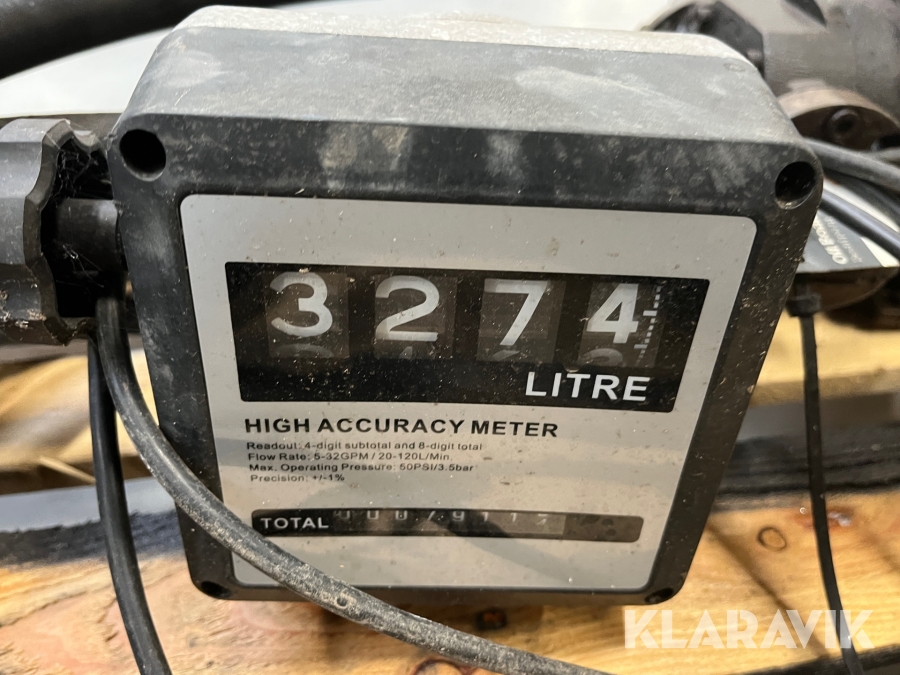 3274
LITRE
HIGH ACCURACY METER
Readout: 4-digit subtotal and 8-digit total
Flow Rate: 5-32GPM / 20-120L/Min.
Max. Operating Pressure: 50PSI/3.5bar
Precision: +/-1%
TOTAL
KLARAVIK